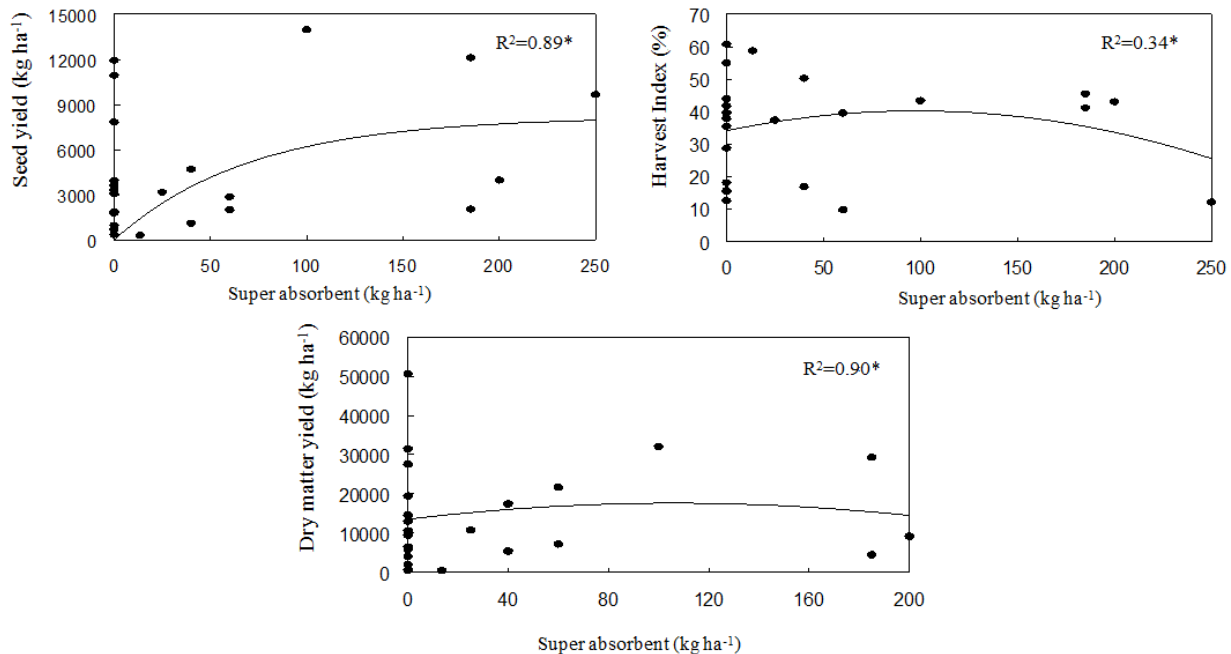 Seed yield (kg ha-1)
15000
12000
9000
6000
3000
0
R2=0.89*
0 50 100 150 200 250
Super absorbent (kg ha-1)
Harvest Index (%)
70
60
50
40
30
20
10
0
R2=0.34*
0 50 100 150 200 250
Super absorbent (kg ha-1)
Dry matter yield (kg ha-1)
60000
50000
40000
30000
20000
10000
0
R2=0.90*
0 40 80 120 160 200
Super absorbent (kg ha-1)